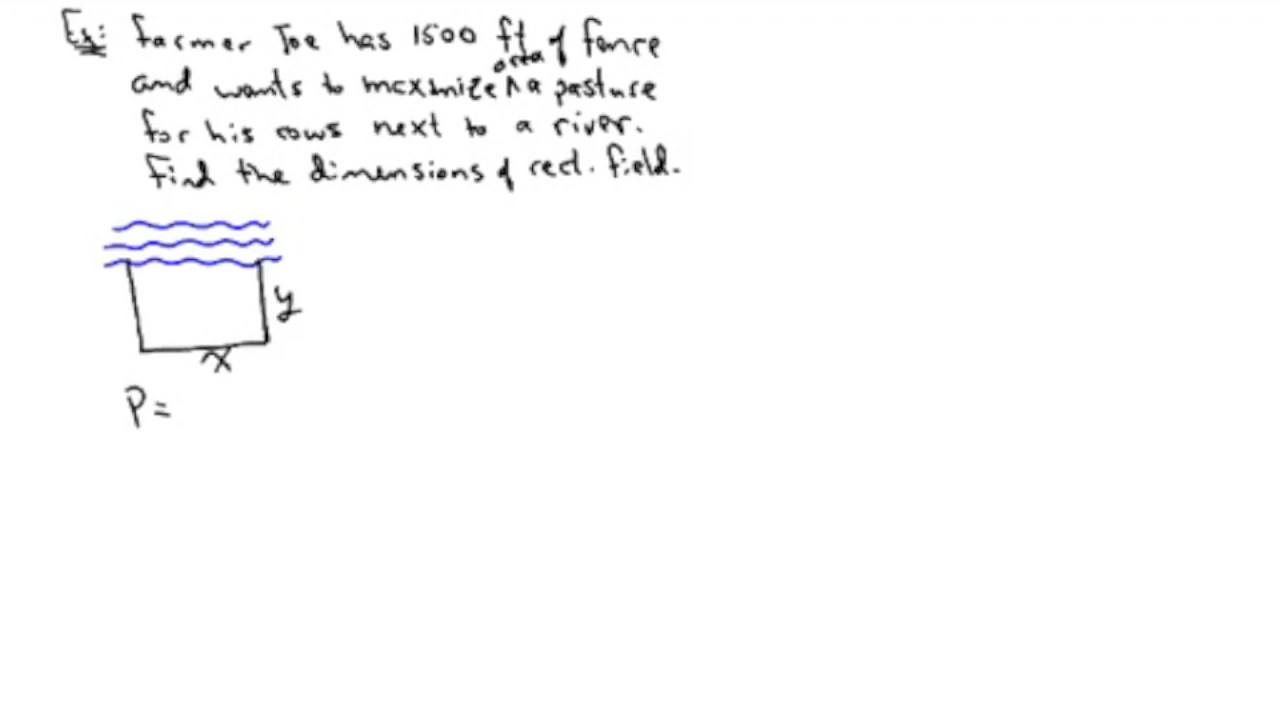 Ex: Farmer Joe has 1500 ft of fence
and wants to maxmize area a pasture
for his cows next to a river.
Find the dimensions of rect. field.
y
x
P =